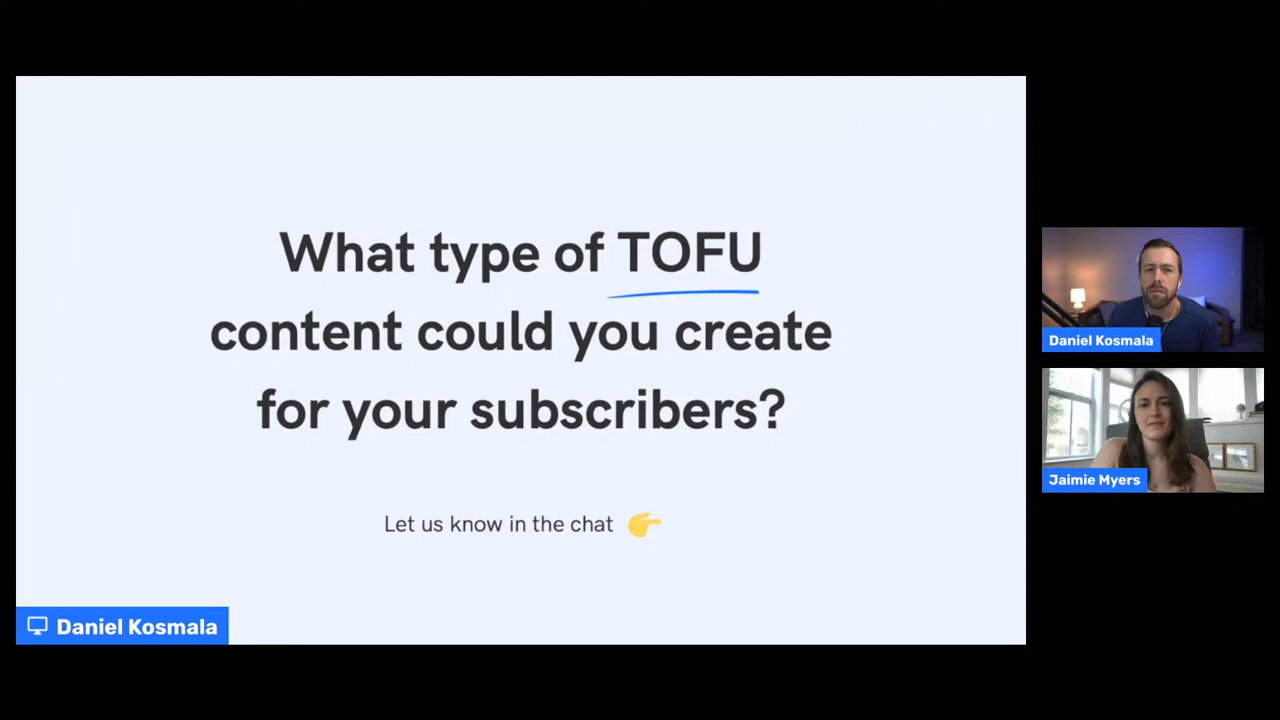 What type of TOFU
content could you create
for your subscribers?
Let us know in the chat
Daniel Kosmala
Daniel Kosmala
Jaimie Myers